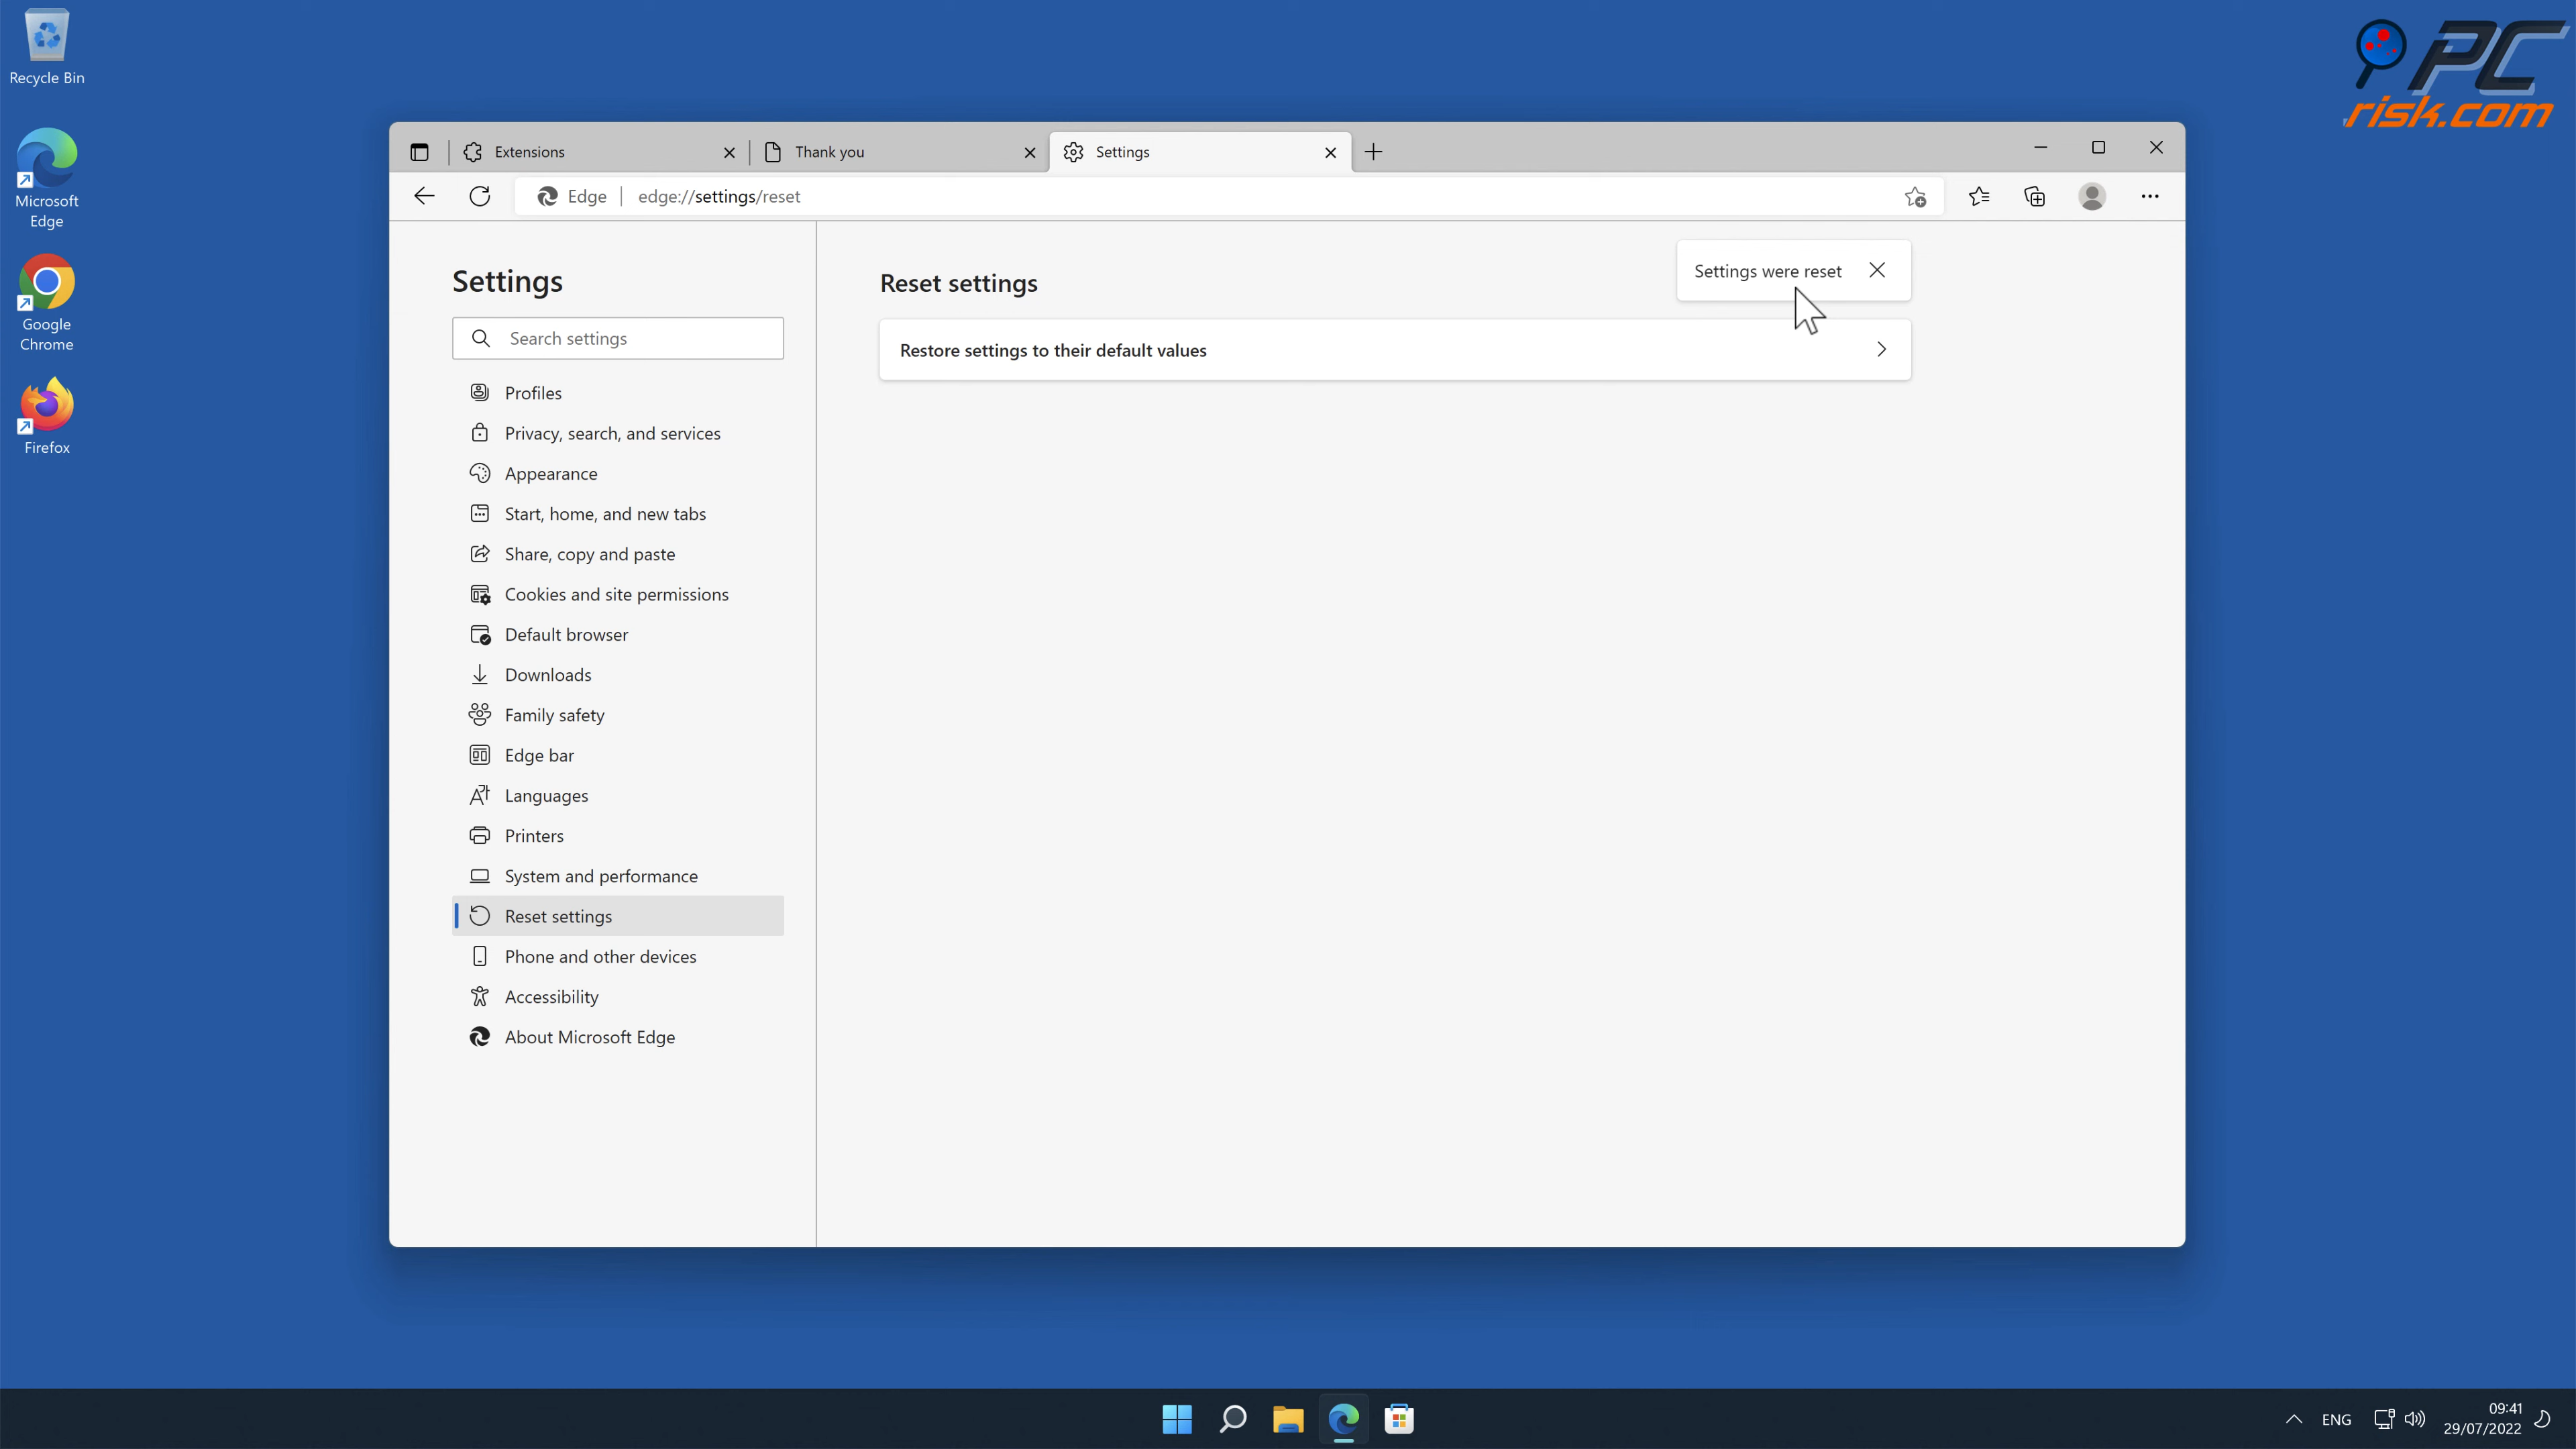 Recycle Bin
Microsoft
Edge
Google
Chrome
Firefox
PC
risk.com
Extensions
Thank you
Settings
Edge
edge://settings/reset
Settings
Search settings
Profiles
Privacy, search, and services
Appearance
Start, home, and new tabs
Share, copy and paste
Cookies and site permissions
Default browser
Downloads
Family safety
Edge bar
Languages
Printers
System and performance
Reset settings
Phone and other devices
Accessibility
About Microsoft Edge
Reset settings
Settings were reset
Restore settings to their default values
ENG
09:41
29/07/2022